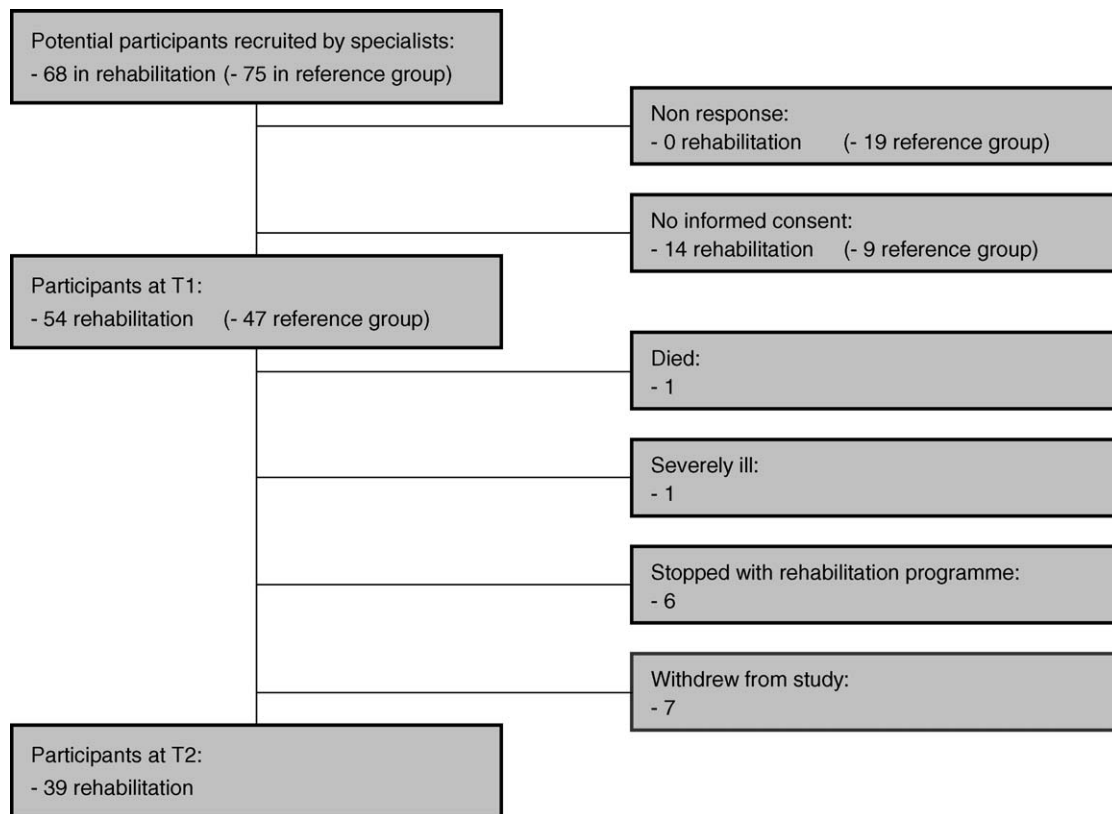 Potential participants recruited by specialists:
- 68 in rehabilitation (- 75 in reference group)
Non response:
- 0 rehabilitation (- 19 reference group)
No informed consent:
- 14 rehabilitation (- 9 reference group)
Participants at T1:
- 54 rehabilitation (- 47 reference group)
Died:
- 1
Severely ill:
- 1
Stopped with rehabilitation programme:
- 6
Withdrew from study:
- 7
Participants at T2:
- 39 rehabilitation